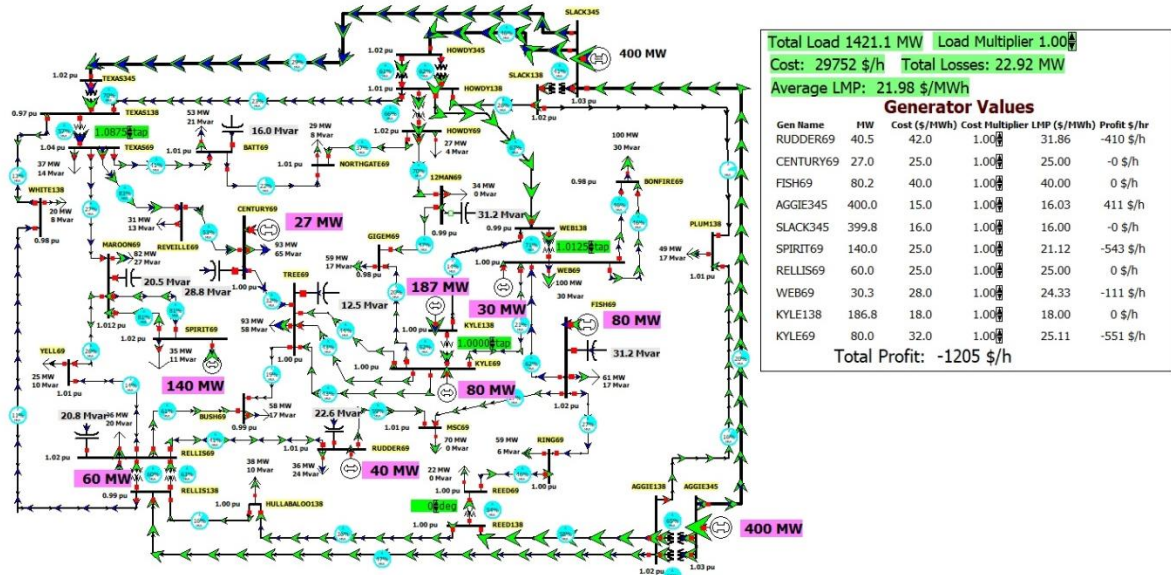 SLACK345
400 MW
HOWDY345
1.02 pu
TEXAS345
1.02 pu
SLACK138
1.03 pu
1.01 pu
HOWDY138
TEXAS138
0.97 pu
1.0875 tap
1.04 pu
TEXAS69
53 MW
21 Mvar
16.0 Mvar
BATT69
1.01 pu
29 MW
8 Mvar
NORTHGATE69
1.01 pu
1.02 pu
HOWDY69
27 MW
4 Mvar
100 MW
30 Mvar
37 MW
14 Mvar
WHITE138
20 MW
8 Mvar
0.98 pu
31 MW
13 Mvar
REVEILLE69
CENTURY69
27 MW
93 MW
65 Mvar
1.00 pu
12MAN69
34 MW
0 Mvar
31.2 Mvar
0.99 pu
0.98 pu
BONFIRE69
MAROON69
82 MW
27 Mvar
20.5 Mvar
28.8 Mvar
1.012 pu
TREE69
12.5 Mvar
GIGEM69
59 MW
17 Mvar
0.98 pu
0.99 pu
WEB138
1.0125 tap
1.00 pu
WEB69
100 MW
30 Mvar
PLUM138
49 MW
17 Mvar
1.01 pu
187 MW
30 MW
FISH69
80 MW
31.2 Mvar
SPIRIT69
1.02 pu
35 MW
11 Mvar
140 MW
93 MW
58 Mvar
1.00 pu
1.00 pu
KYLE138
1.0000 tap
1.00 pu
KYLE69
80 MW
61 MW
17 Mvar
1.02 pu
YELL69
25 MW
10 Mvar
1.01 pu
20.8 Mvar
20 Mvar
BUSH69
58 MW
17 Mvar
0.99 pu
22.6 Mvar
1.01 pu
RUDDER69
36 MW
24 Mvar
40 MW
MSC69
1.01 pu
70 MW
0 Mvar
RING69
59 MW
6 Mvar
1.00 pu
1.02 pu
RELLIS69
60 MW
0.99 pu
RELLIS138
38 MW
10 Mvar
1.00 pu
HULLABALOO138
22 MW
0 Mvar
REED69
1.00 pu
0 deg
1.00 pu
REED138
AGGIE138
AGGIE345
400 MW
1.02 pu
1.03 pu
Total Load 1421.1 MW Load Multiplier 1.00
Cost: 29752 $/h Total Losses: 22.92 MW
Average LMP: 21.98 $/MWh
Generator Values
Gen Name MW Cost ($/MWh) Cost Multiplier LMP ($/MWh) Profit $/hr
RUDDER69 40.5 42.0 1.00 31.86 -410 $/h
CENTURY69 27.0 25.0 1.00 25.00 -0 $/h
FISH69 80.2 40.0 1.00 40.00 0 $/h
AGGIE345 400.0 15.0 1.00 16.03 411 $/h
SLACK345 399.8 16.0 1.00 16.00 -0 $/h
SPIRIT69 140.0 25.0 1.00 21.12 -543 $/h
RELLIS69 60.0 25.0 1.00 25.00 0 $/h
WEB69 30.3 28.0 1.00 24.33 -111 $/h
KYLE138 186.8 18.0 1.00 18.00 0 $/h
KYLE69 80.0 32.0 1.00 25.11 -551 $/h
Total Profit: -1205 $/h